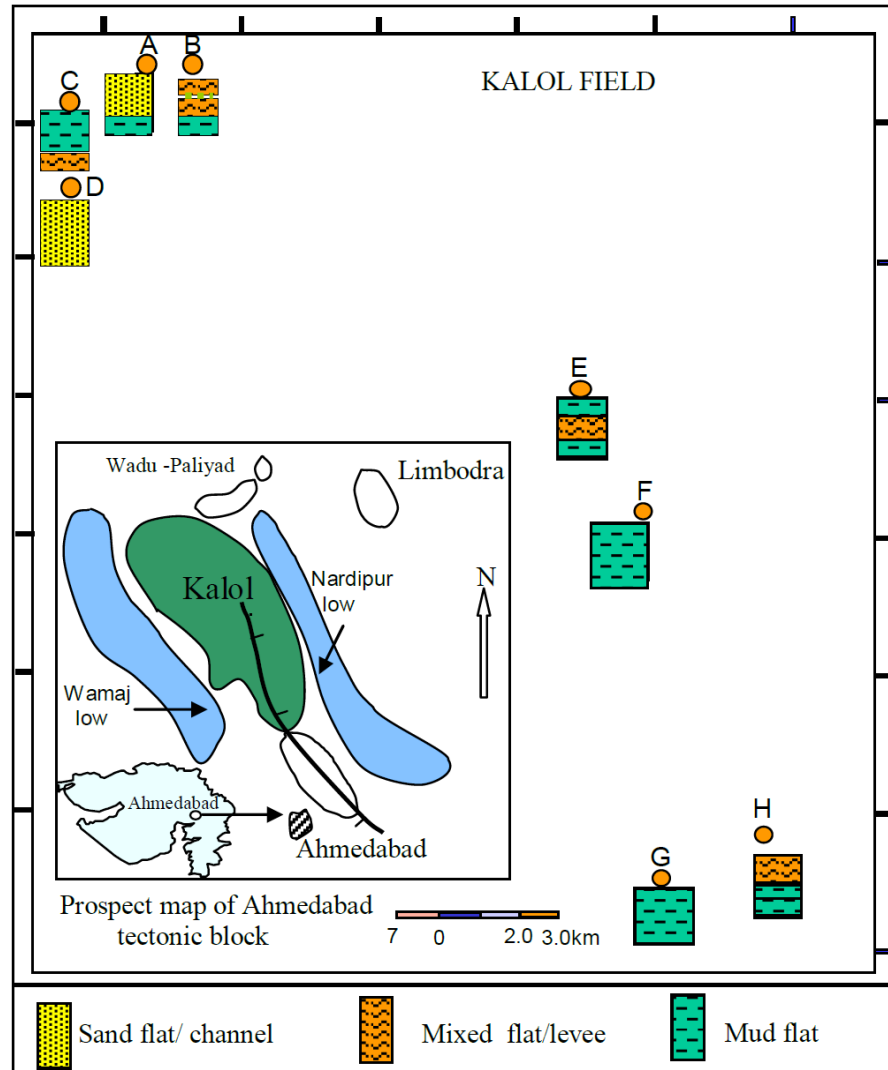 KALOL FIELD
A
B
C
D
E
F
G
H
Wadu -Paliyad
Limbodra
Kalol
Nardipur
low
N
Wamaj
low
Ahmedabad
Ahmedabad
Prospect map of Ahmedabad
tectonic block
7 0 2.0 3.0km
Sand flat/ channel
Mixed flat/levee
Mud flat